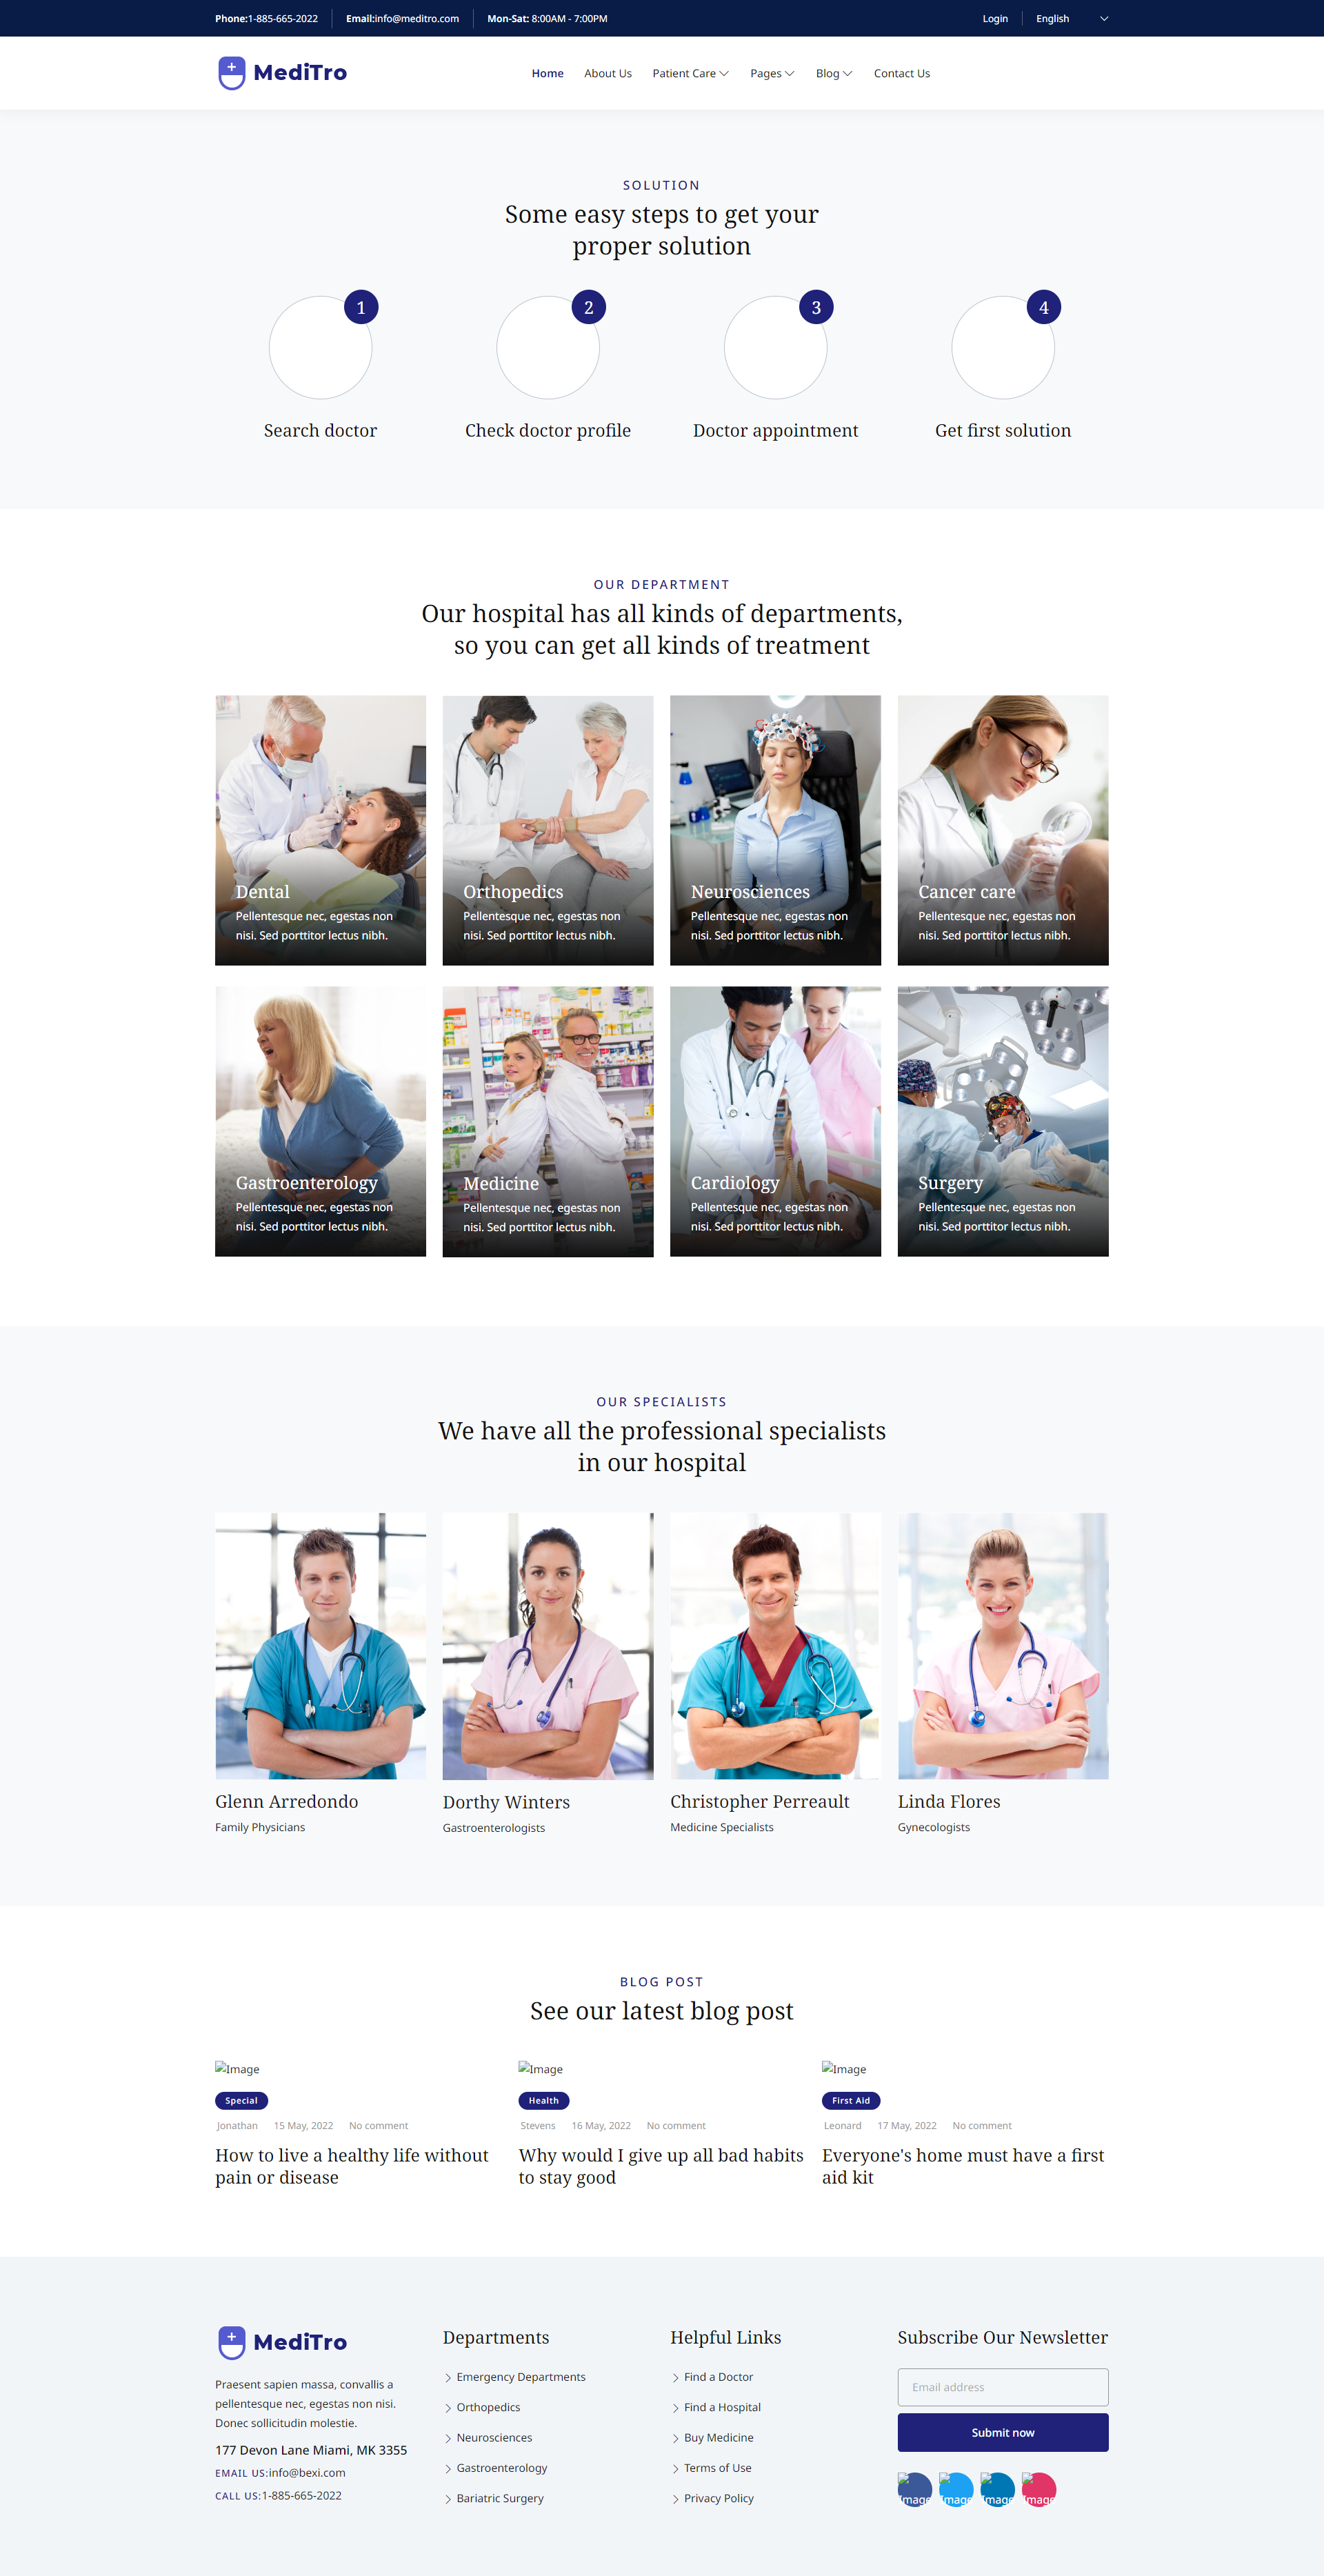 Phone:1-885-665-2022 Email:info@meditro.com Mon-Sat: 8:00AM - 7:00PM Login English
MediTro Home About Us Patient Care Pages Blog Contact Us
SOLUTION
Some easy steps to get your
proper solution
1 2 3 4
Search doctor Check doctor profile Doctor appointment Get first solution
OUR DEPARTMENT
Our hospital has all kinds of departments,
so you can get all kinds of treatment
Dental
Pellentesque nec, egestas non
nisi. Sed porttitor lectus nibh.
Orthopedics
Pellentesque nec, egestas non
nisi. Sed porttitor lectus nibh.
Neurosciences
Pellentesque nec, egestas non
nisi. Sed porttitor lectus nibh.
Cancer care
Pellentesque nec, egestas non
nisi. Sed porttitor lectus nibh.
Gastroenterology
Pellentesque nec, egestas non
nisi. Sed porttitor lectus nibh.
Medicine
Pellentesque nec, egestas non
nisi. Sed porttitor lectus nibh.
Cardiology
Pellentesque nec, egestas non
nisi. Sed porttitor lectus nibh.
Surgery
Pellentesque nec, egestas non
nisi. Sed porttitor lectus nibh.
OUR SPECIALISTS
We have all the professional specialists
in our hospital
Glenn Arredondo
Family Physicians
Dorthy Winters
Gastroenterologists
Christopher Perreault
Medicine Specialists
Linda Flores
Gynecologists
BLOG POST
See our latest blog post
Image
Special
Jonathan 15 May, 2022 No comment
How to live a healthy life without
pain or disease
Image
Health
Stevens 16 May, 2022 No comment
Why would I give up all bad habits
to stay good
Image
First Aid
Leonard 17 May, 2022 No comment
Everyone's home must have a first
aid kit
MediTro
Praesent sapien massa, convallis a
pellentesque nec, egestas non nisi.
Donec sollicitudin molestie.
177 Devon Lane Miami, MK 3355
EMAIL US:info@bexi.com
CALL US:1-885-665-2022
Departments
Emergency Departments
Orthopedics
Neurosciences
Gastroenterology
Bariatric Surgery
Helpful Links
Find a Doctor
Find a Hospital
Buy Medicine
Terms of Use
Privacy Policy
Subscribe Our Newsletter
Email address
Submit now
Image Image Image Image